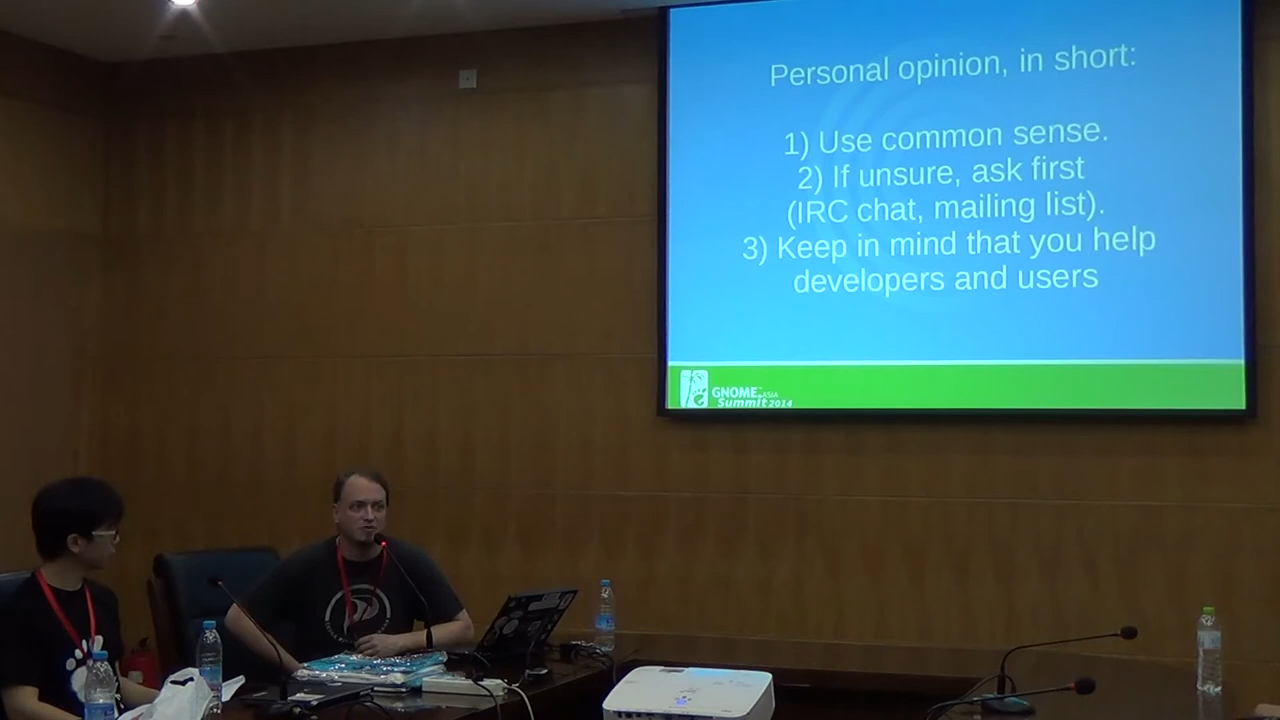 Personal opinion, in short:
1) Use common sense.
2) If unsure, ask first
(IRC chat, mailing list).
3) Keep in mind that you help
developers and users
GNOME™ ASIA
Summit 2014